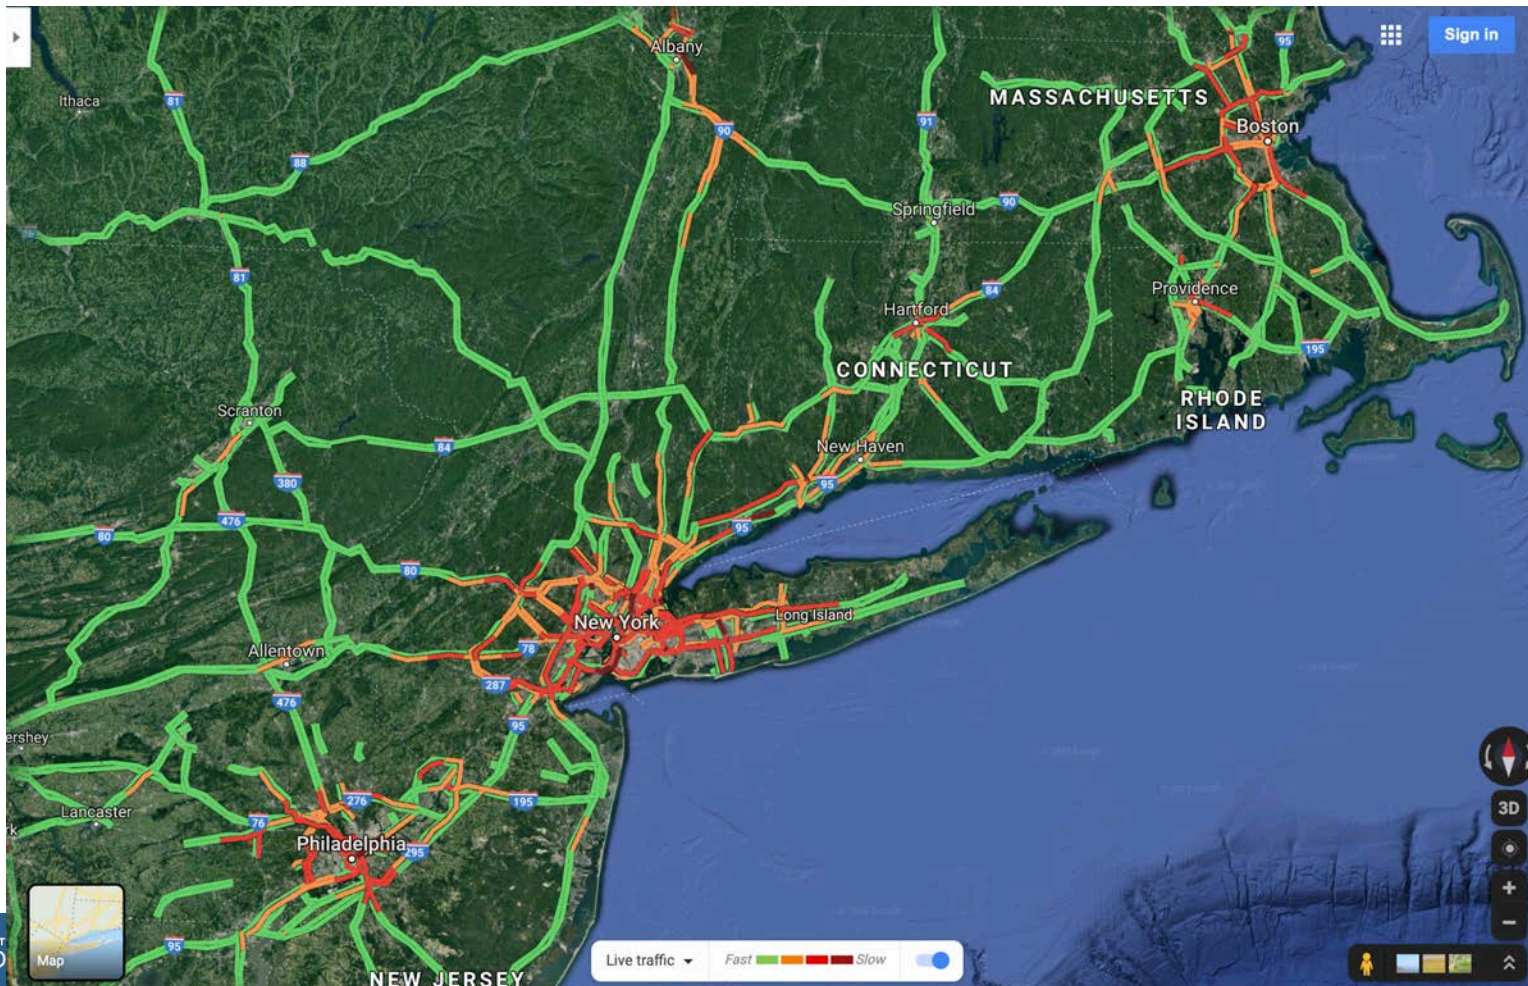 Sign in
Albany
95
Ithaca
81
MASSACHUSETTS
91
Boston
90
88
Springfield
90
81
84
Providence
Hartford
195
CONNECTICUT
RHODE
ISLAND
Scranton
84
New Haven
380
95
476
95
80
80
New York
Long Island
78
Allentown
287
476
95
ershey
276
195
3D
Lancaster
76
rk
Philadelphia
295
Map
95
Live traffic
Fast
Slow
NEW JERSEY